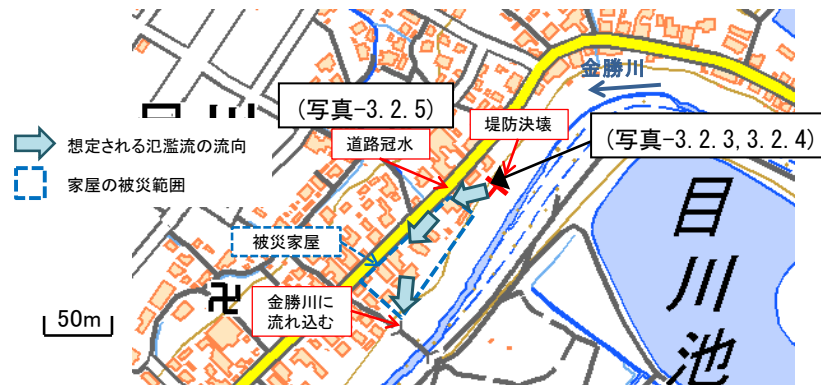 金勝川
(写真-3.2.5)
堤防決壊
(写真-3.2.3,3.2.4)
道路冠水
想定される氾濫流の流向
家屋の被災範囲
被災家屋
金勝川に
流れ込む
50m
目川池